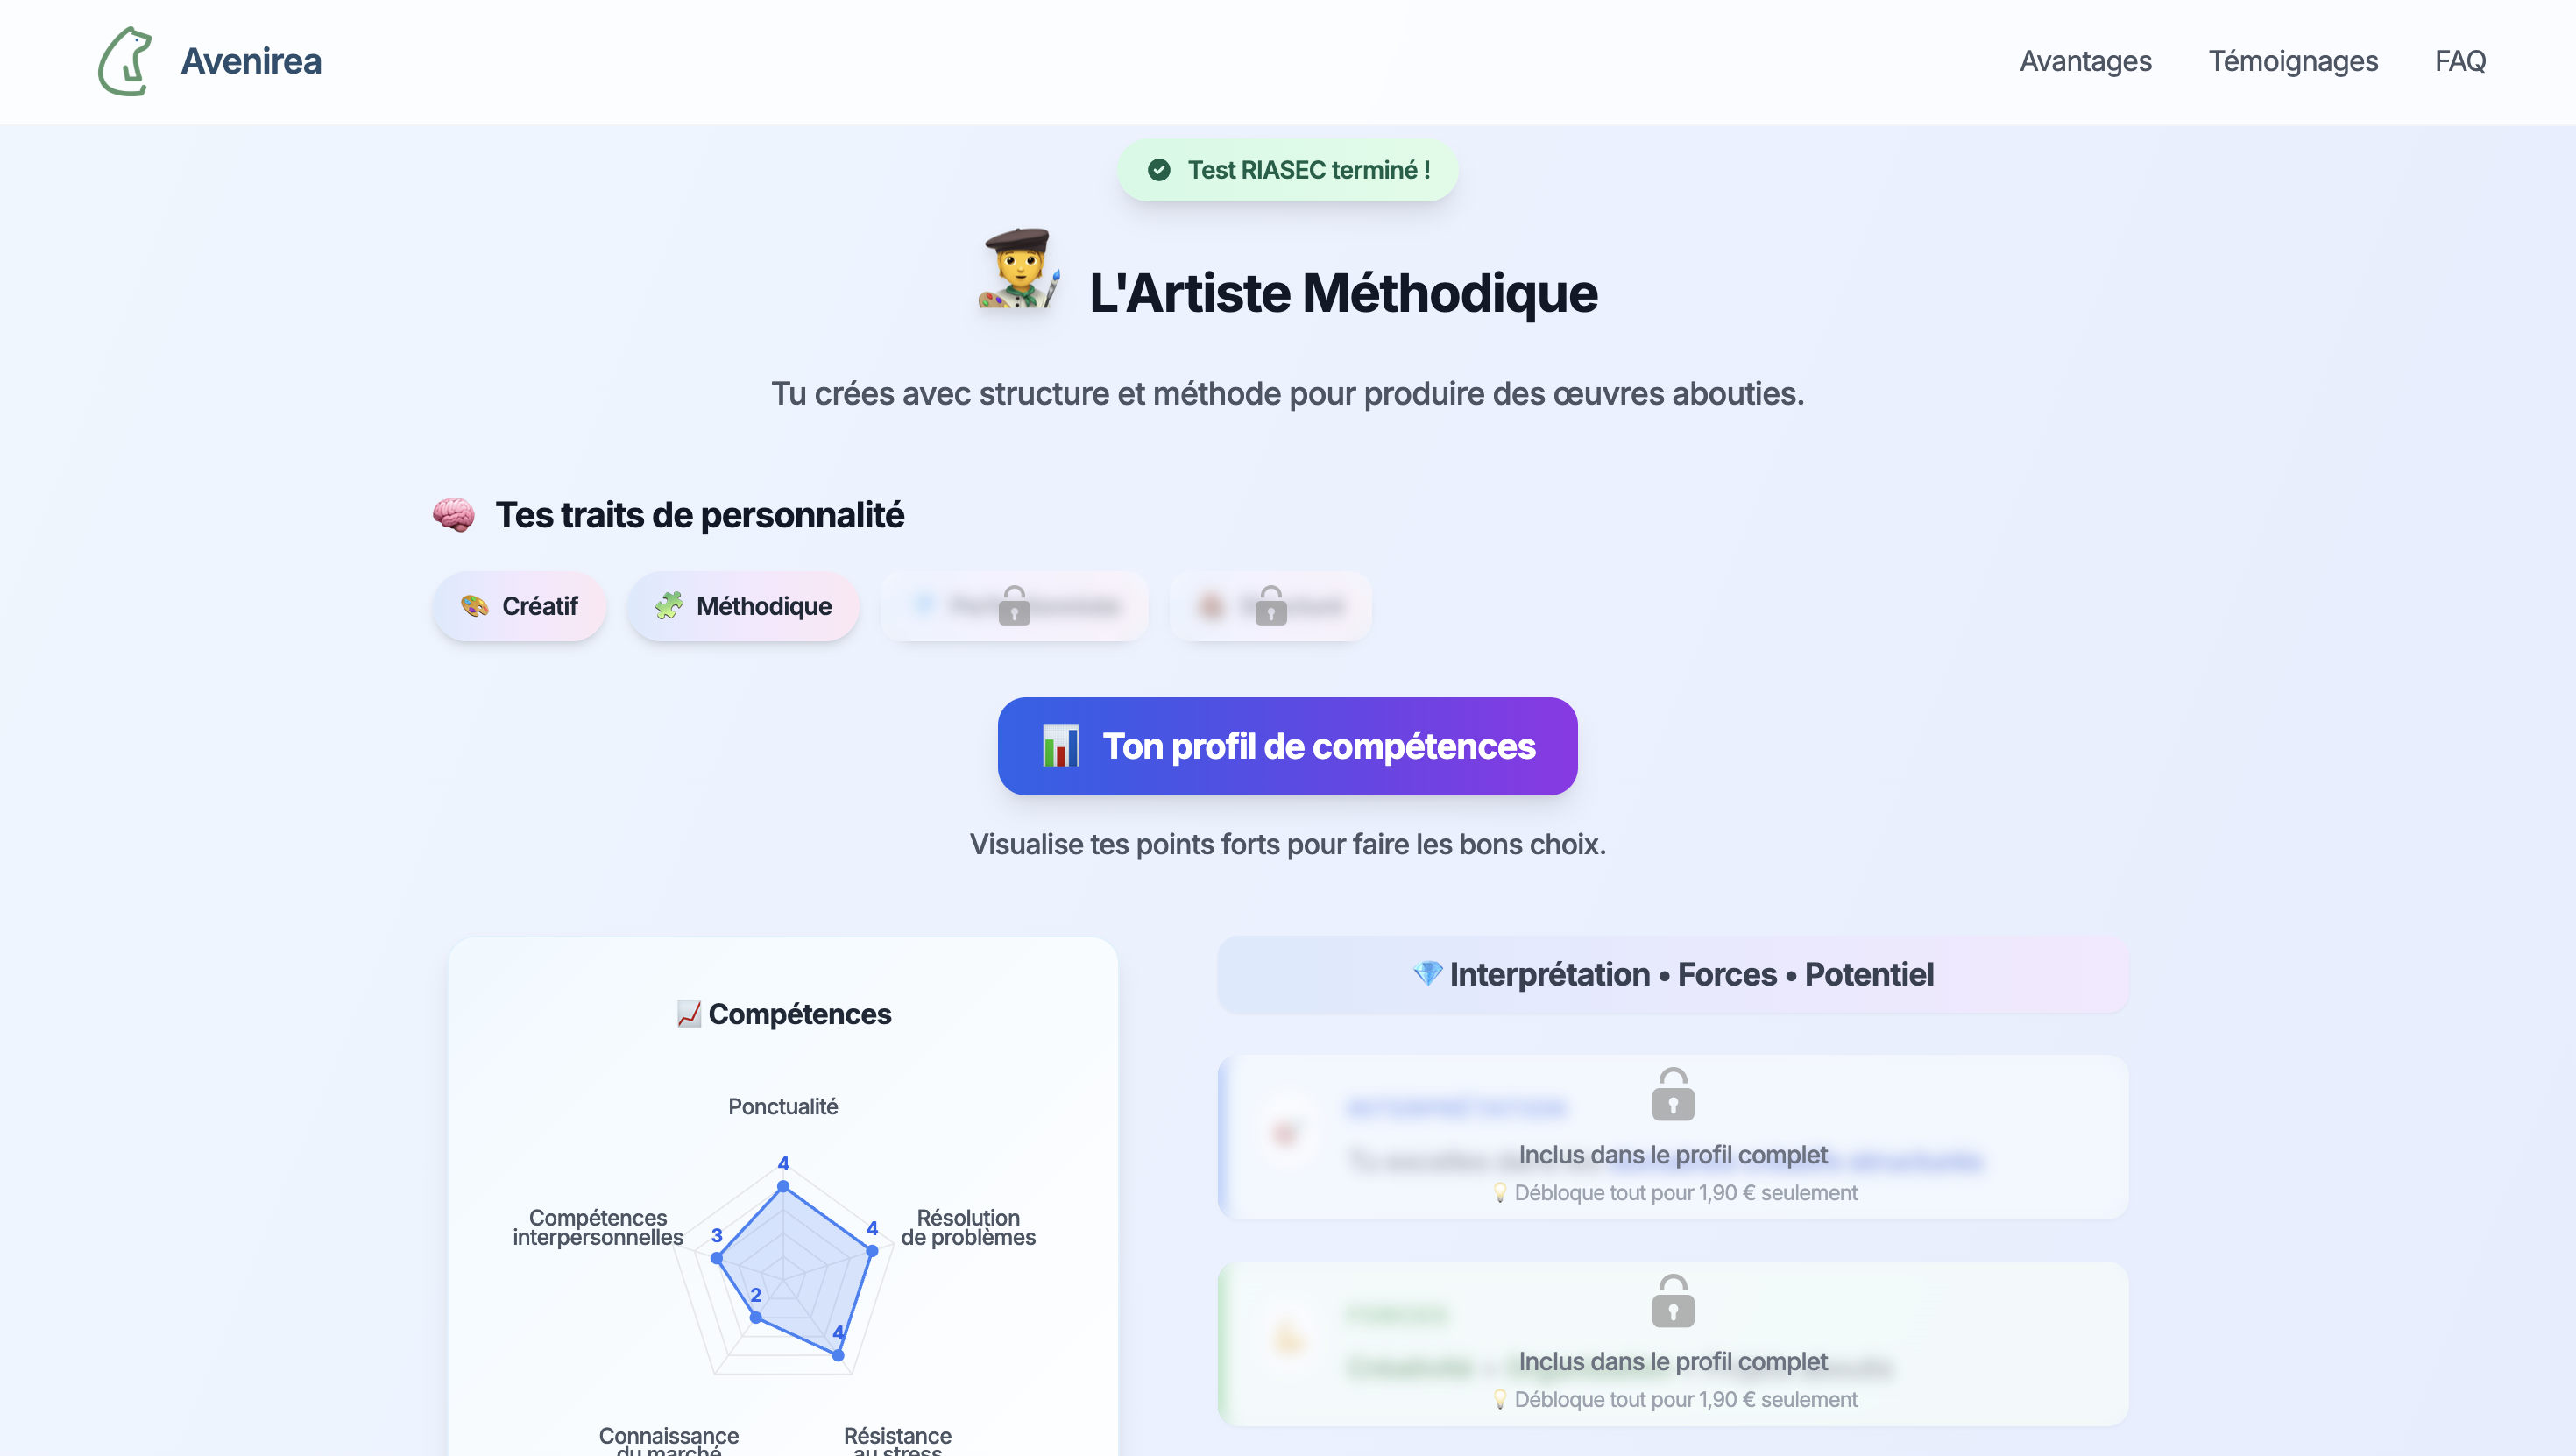 Avenirea
Avantages
Témoignages
FAQ
Test RIASEC terminé !
L'Artiste Méthodique
Tu crées avec structure et méthode pour produire des œuvres abouties.
Tes traits de personnalité
Créatif
Méthodique
Ton profil de compétences
Visualise tes points forts pour faire les bons choix.
Compétences
Ponctualité
4
Compétences
interpersonnelles
3
4
Résolution
de problèmes
2
4
Connaissance
du marché
Résistance
au stress
Interprétation • Forces • Potentiel
Inclus dans le profil complet
Débloque tout pour 1,90 € seulement
Inclus dans le profil complet
Débloque tout pour 1,90 € seulement